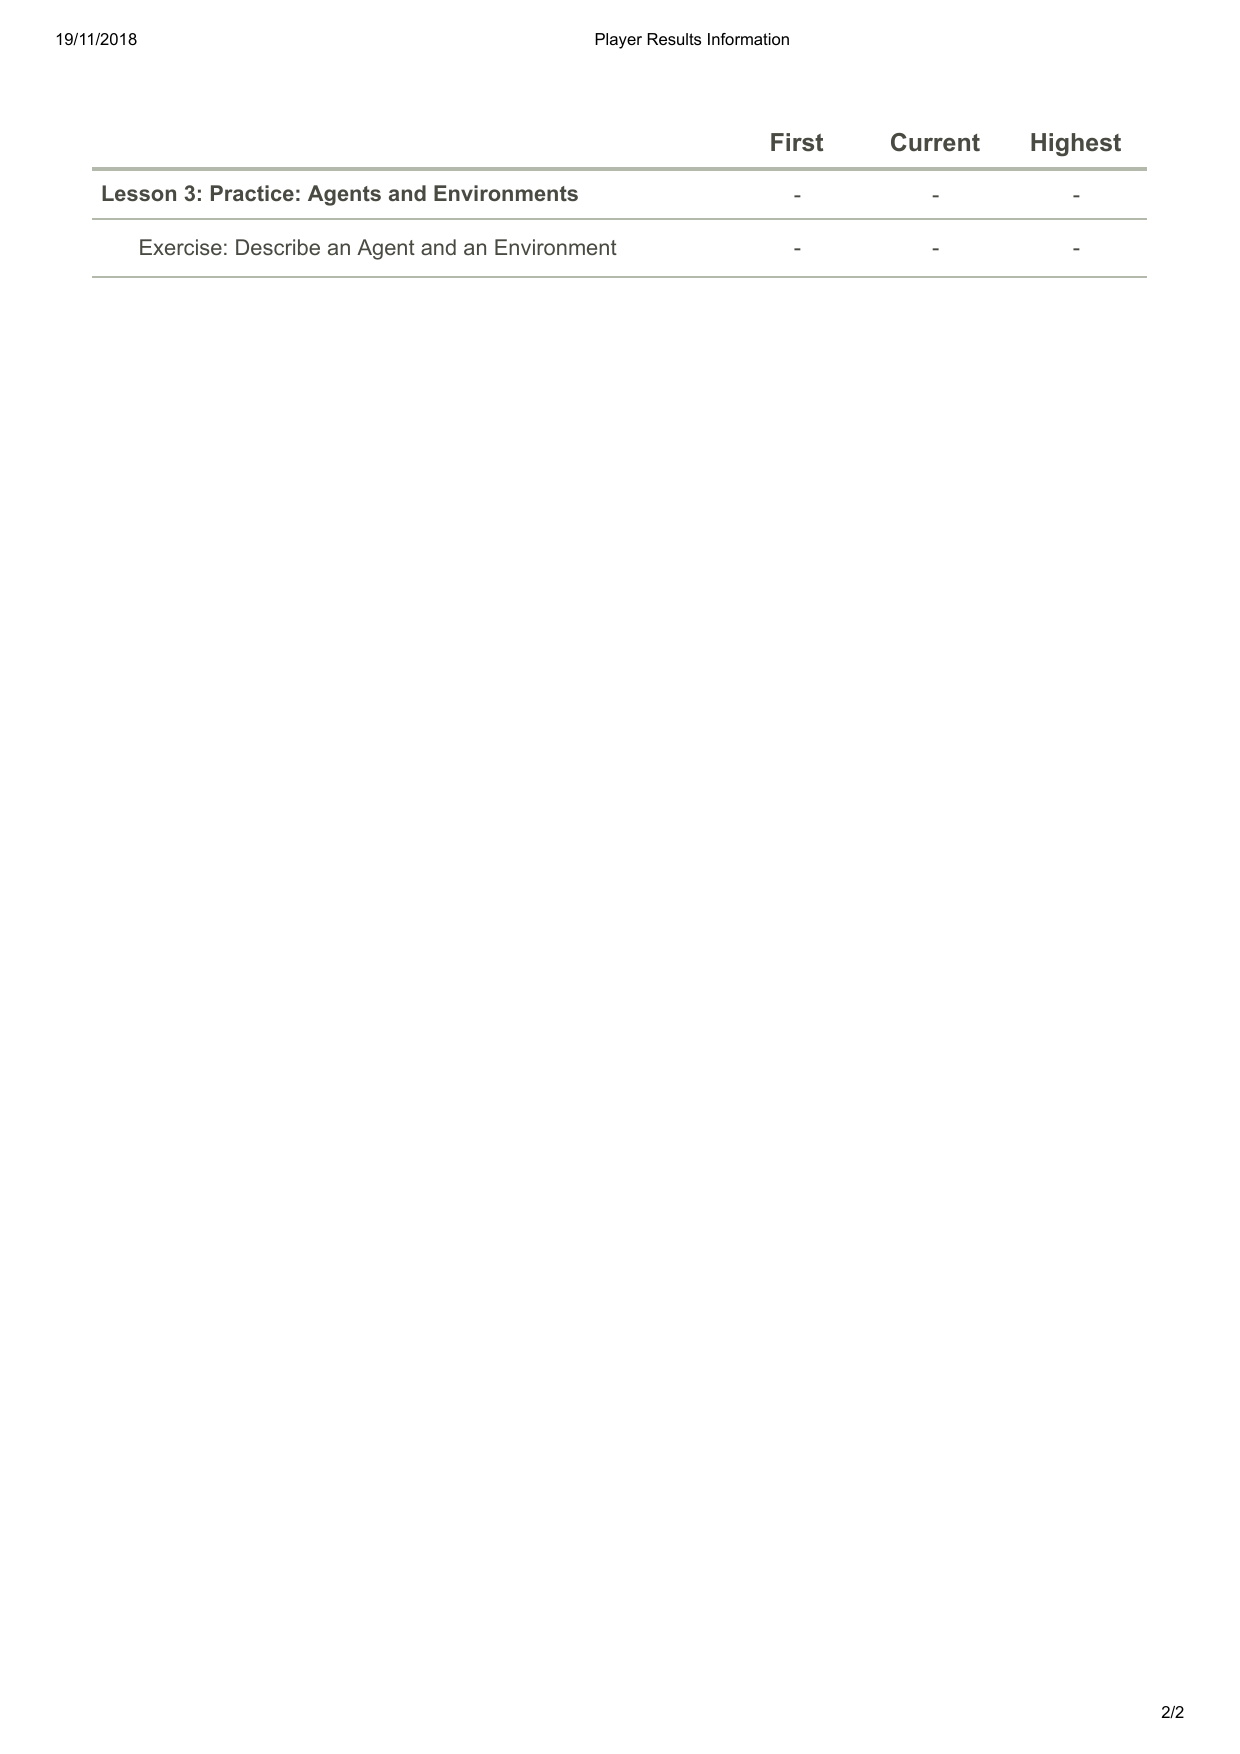 19/11/2018 Player Results Information
First Current Highest
Lesson 3: Practice: Agents and Environments - - -
Exercise: Describe an Agent and an Environment - - -
2/2